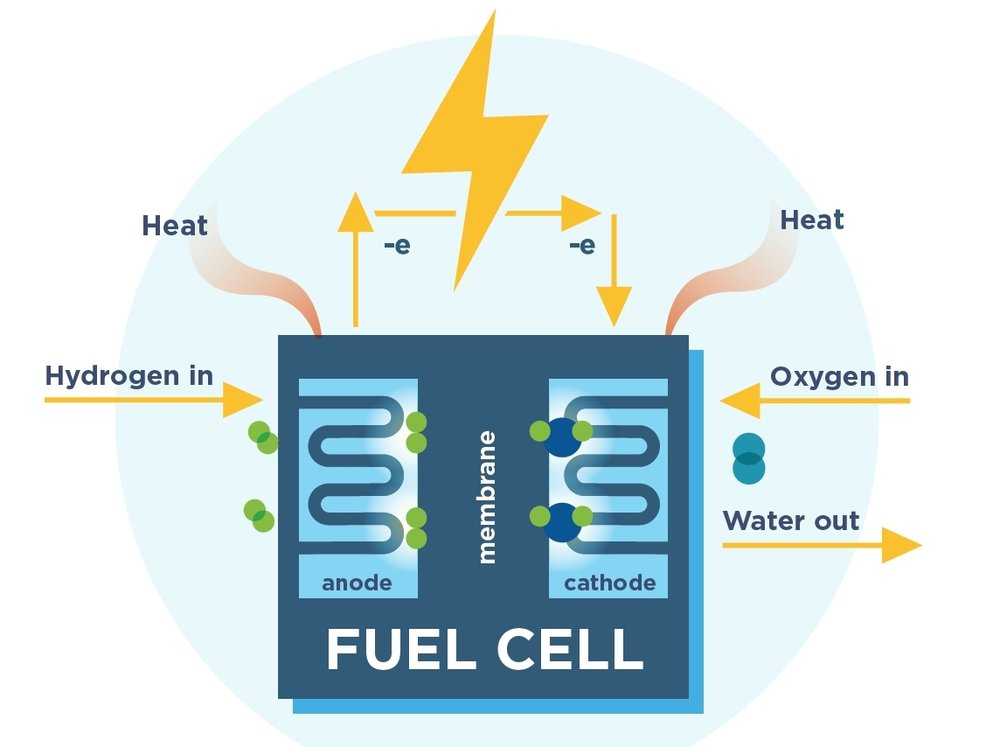 Heat
Heat
-e
-e
Hydrogen in
Oxygen in
membrane
Water out
anode
cathode
FUEL CELL